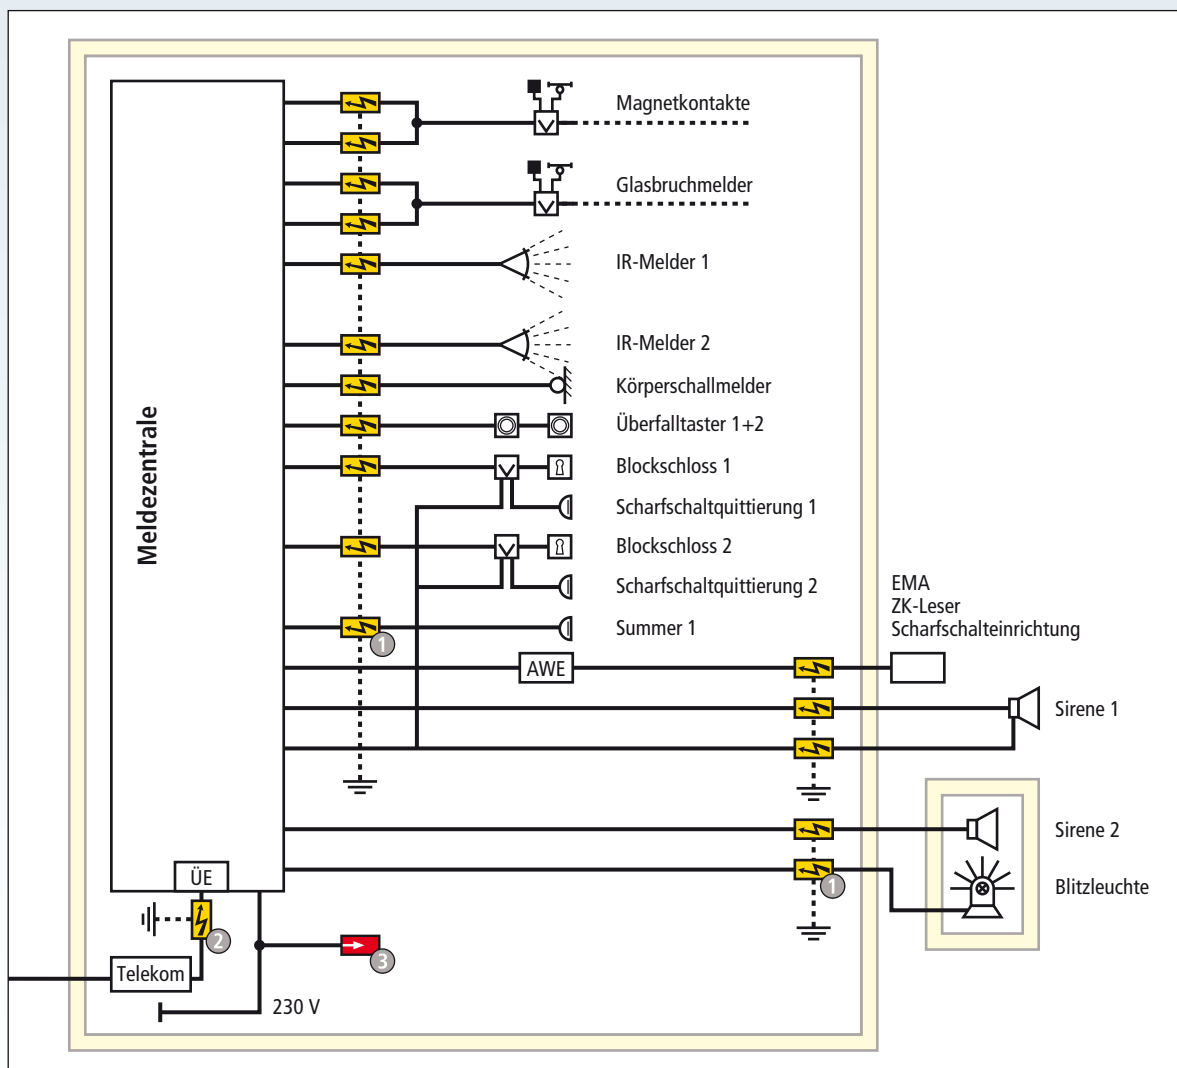 Meldezentrale
Magnetkontakte
Glasbruchmelder
IR-Melder 1
IR-Melder 2
Körperschallmelder
Überfalltaster 1+2
Blockschloss 1
Scharfschaltquittierung 1
Blockschloss 2
Scharfschaltquittierung 2
Summer 1
1
EMA
ZK-Leser
Scharfschalteinrichtung
AWE
Sirene 1
Sirene 2
Blitzleuchte
1
ÜE
2
3
Telekom
230 V